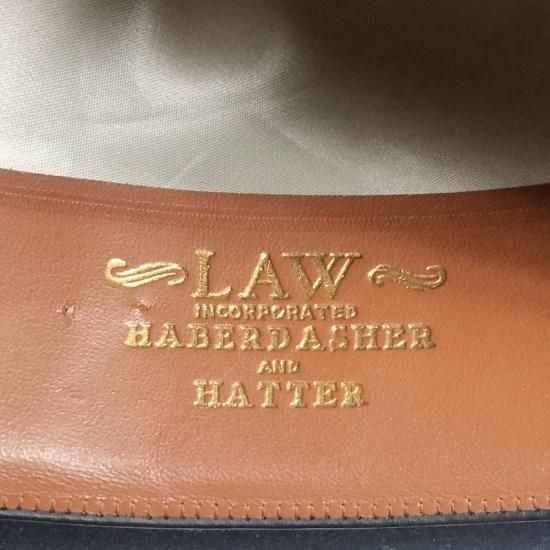 LAW
INCORPORATED
HABERDASHER
AND
HATTER